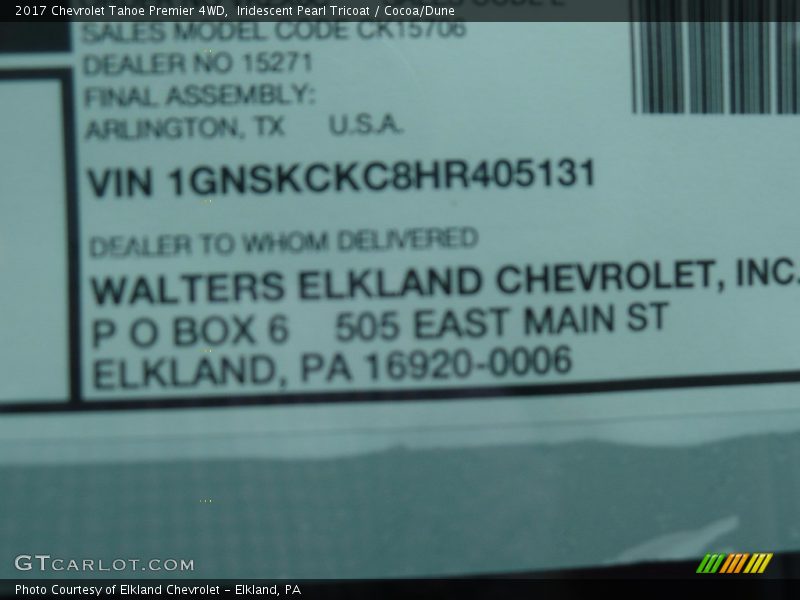 2017 Chevrolet Tahoe Premier 4WD, Iridescent Pearl Tricoat / Cocoa/Dune
SALES MODEL CODE CK15706
DEALER NO 15271
FINAL ASSEMBLY:
ARLINGTON, TX U.S.A.
VIN 1GNSKCKC8HR405131
DEALER TO WHOM DELIVERED
WALTERS ELKLAND CHEVROLET, INC.
P O BOX 6 505 EAST MAIN ST
ELKLAND, PA 16920-0006
GTCARLOT.COM
Photo Courtesy of Elkland Chevrolet - Elkland, PA